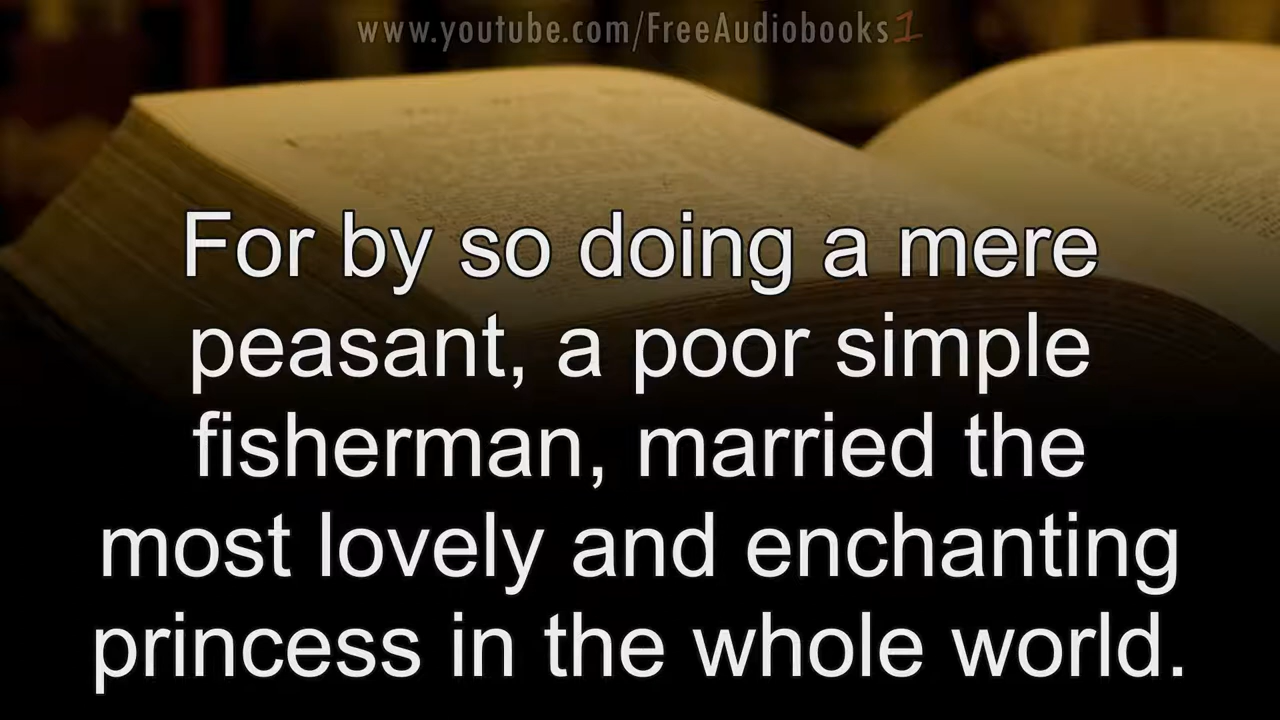 www.youtube.com/FreeAudiobooks1
For by so doing a mere
peasant, a poor simple
fisherman, married the
most lovely and enchanting
princess in the whole world.